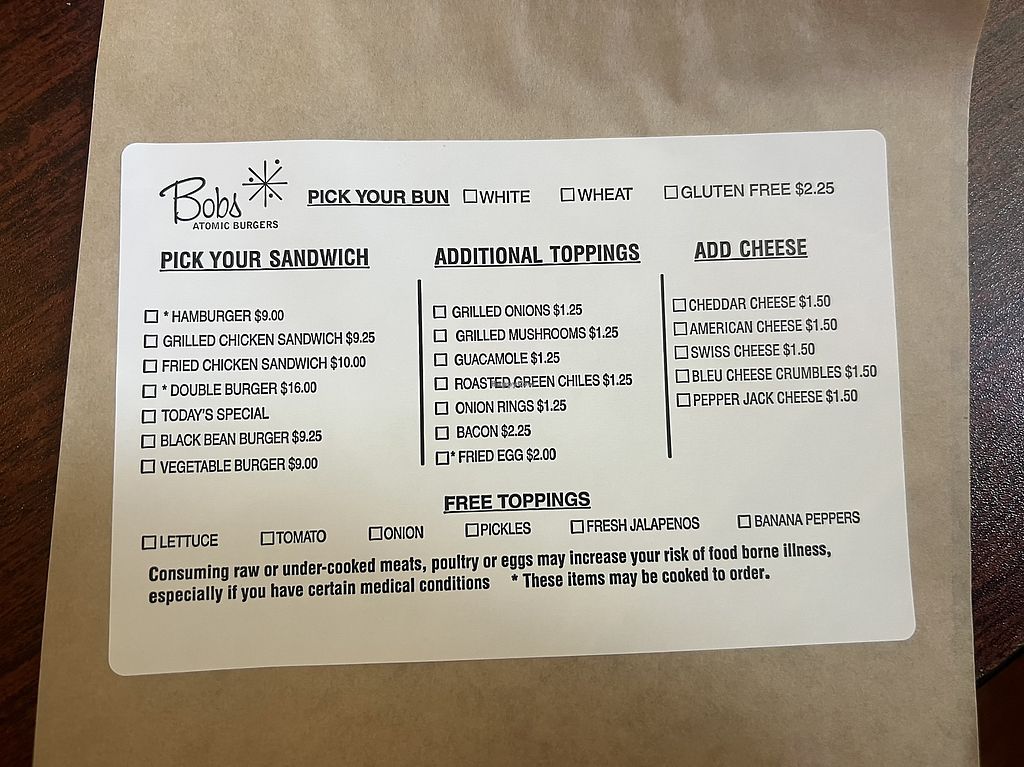 Bobs
ATOMIC BURGERS
PICK YOUR BUN WHITE WHEAT GLUTEN FREE $2.25
PICK YOUR SANDWICH
* HAMBURGER $9.00
GRILLED CHICKEN SANDWICH $9.25
FRIED CHICKEN SANDWICH $10.00
* DOUBLE BURGER $16.00
TODAY'S SPECIAL
BLACK BEAN BURGER $9.25
VEGETABLE BURGER $9.00
ADDITIONAL TOPPINGS
GRILLED ONIONS $1.25
GRILLED MUSHROOMS $1.25
GUACAMOLE $1.25
ROASTED GREEN CHILES $1.25
ONION RINGS $1.25
BACON $2.25
* FRIED EGG $2.00
ADD CHEESE
CHEDDAR CHEESE $1.50
AMERICAN CHEESE $1.50
SWISS CHEESE $1.50
BLEU CHEESE CRUMBLES $1.50
PEPPER JACK CHEESE $1.50
FREE TOPPINGS
LETTUCE TOMATO ONION PICKLES FRESH JALAPENOS BANANA PEPPERS
Consuming raw or under-cooked meats, poultry or eggs may increase your risk of food borne illness,
especially if you have certain medical conditions * These items may be cooked to order.